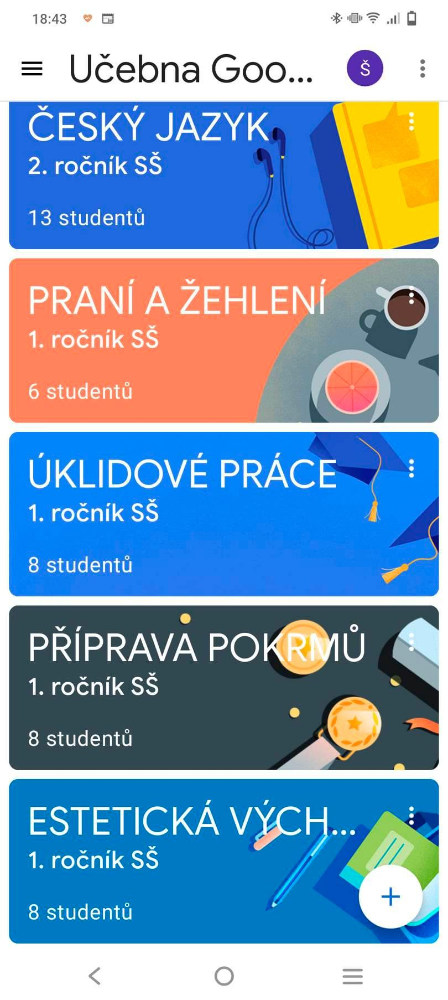 18:43
Učebna Goo...
Š
ČESKÝ JAZYK
2. ročník SŠ
13 studentů
PRANÍ A ŽEHLENÍ
1. ročník SŠ
6 studentů
ÚKLIDOVÉ PRÁCE
1. ročník SŠ
8 studentů
PŘÍPRAVA POKRMŮ
1. ročník SŠ
8 studentů
ESTETICKÁ VÝCH...
1. ročník SŠ
8 studentů